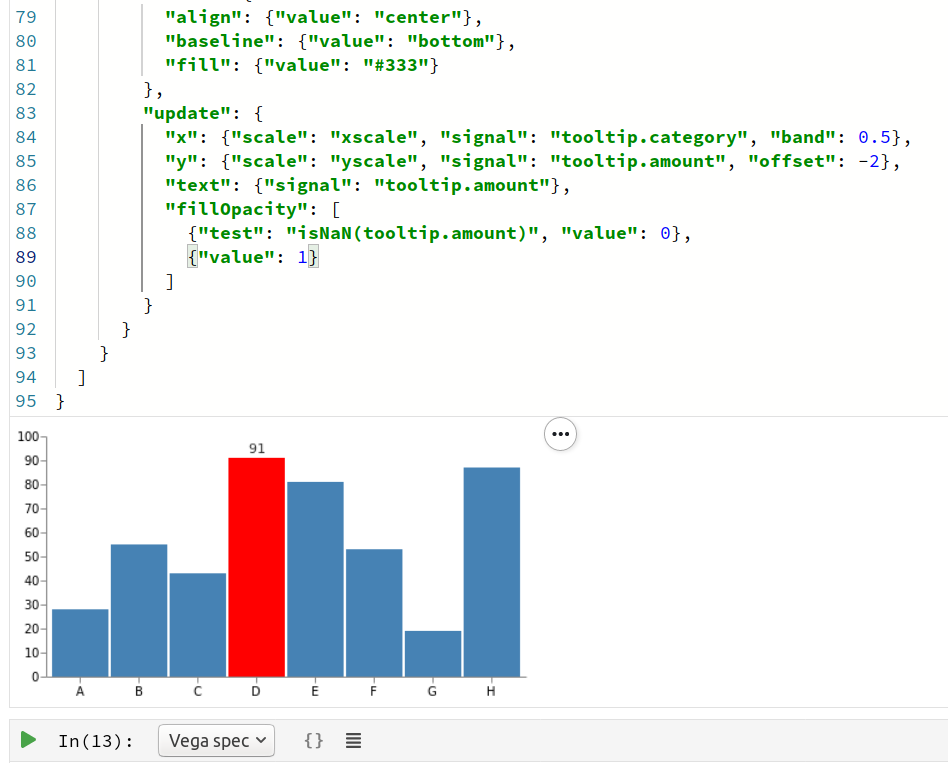 79 "align": {"value": "center"},
80 "baseline": {"value": "bottom"},
81 "fill": {"value": "#333"}
82 },
83 "update": {
84 "x": {"scale": "xscale", "signal": "tooltip.category", "band": 0.5},
85 "y": {"scale": "yscale", "signal": "tooltip.amount", "offset": -2},
86 "text": {"signal": "tooltip.amount"},
87 "fillOpacity": [
88 {"test": "isNaN(tooltip.amount)", "value": 0},
89 {"value": 1}
90 ]
91 }
92 }
93 }
94 ]
95 }
100
90
80
70
60
50
40
30
20
10
0
91
A B C D E F G H
In(13): Vega spec {}